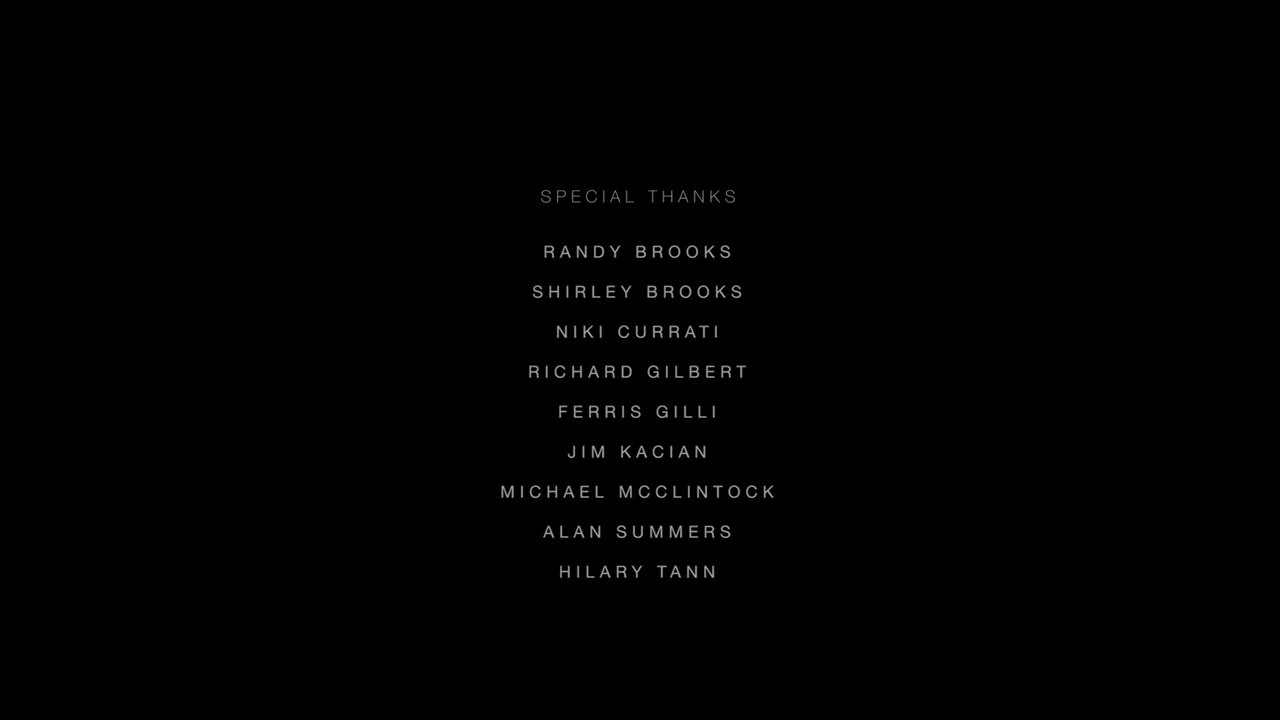 SPECIAL THANKS
RANDY BROOKS
SHIRLEY BROOKS
NIKI CURRATI
RICHARD GILBERT
FERRIS GILLI
JIM KACIAN
MICHAEL MCCLINTOCK
ALAN SUMMERS
HILARY TANN